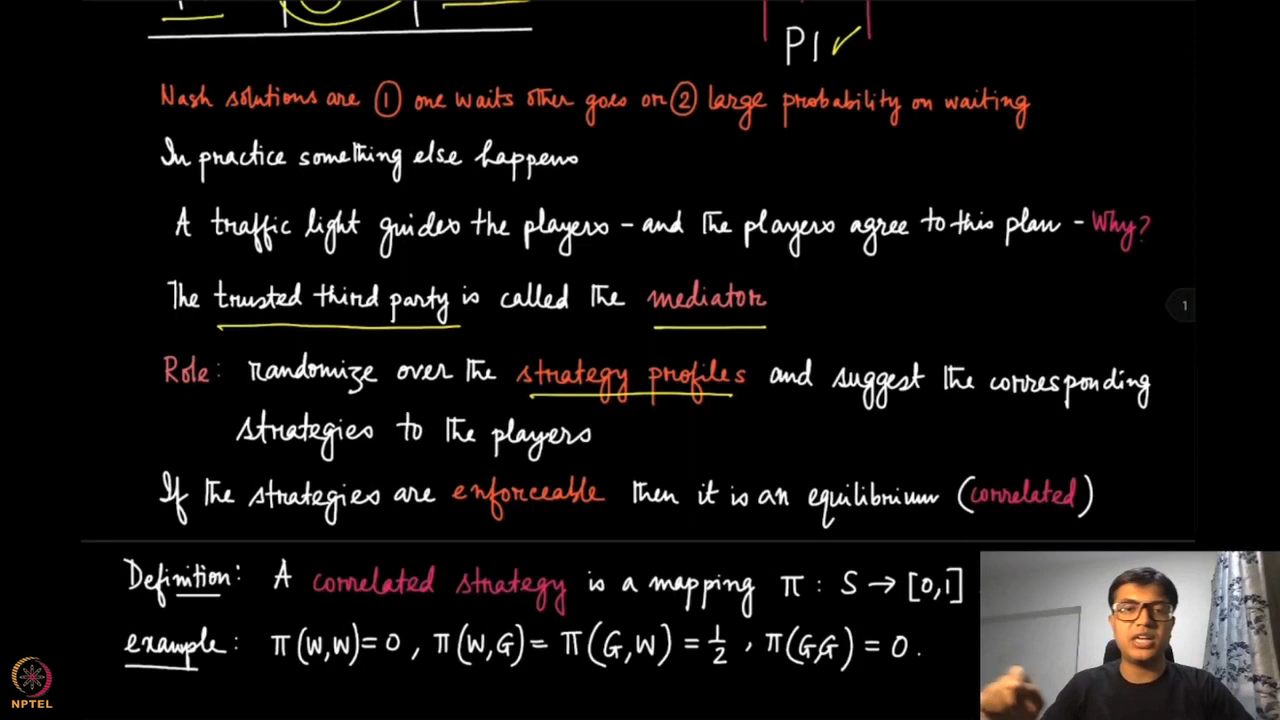 P1 ✓
Nash solutions are ① one waits other goes or ② large probability on waiting
In practice something else happens
A traffic light guides the players - and the players agree to this plan - Why?
The trusted third party is called the mediator
1
Role: randomize over the strategy profiles and suggest the corresponding
strategies to the players
If the strategies are enforceable then it is an equilibrium (correlated)
Definition: A correlated strategy is a mapping π : S → [0,1]
example: π(W,W)=0, π(W,G)= π(G,W) = 1/2, π(G,G) = 0.
NPTEL